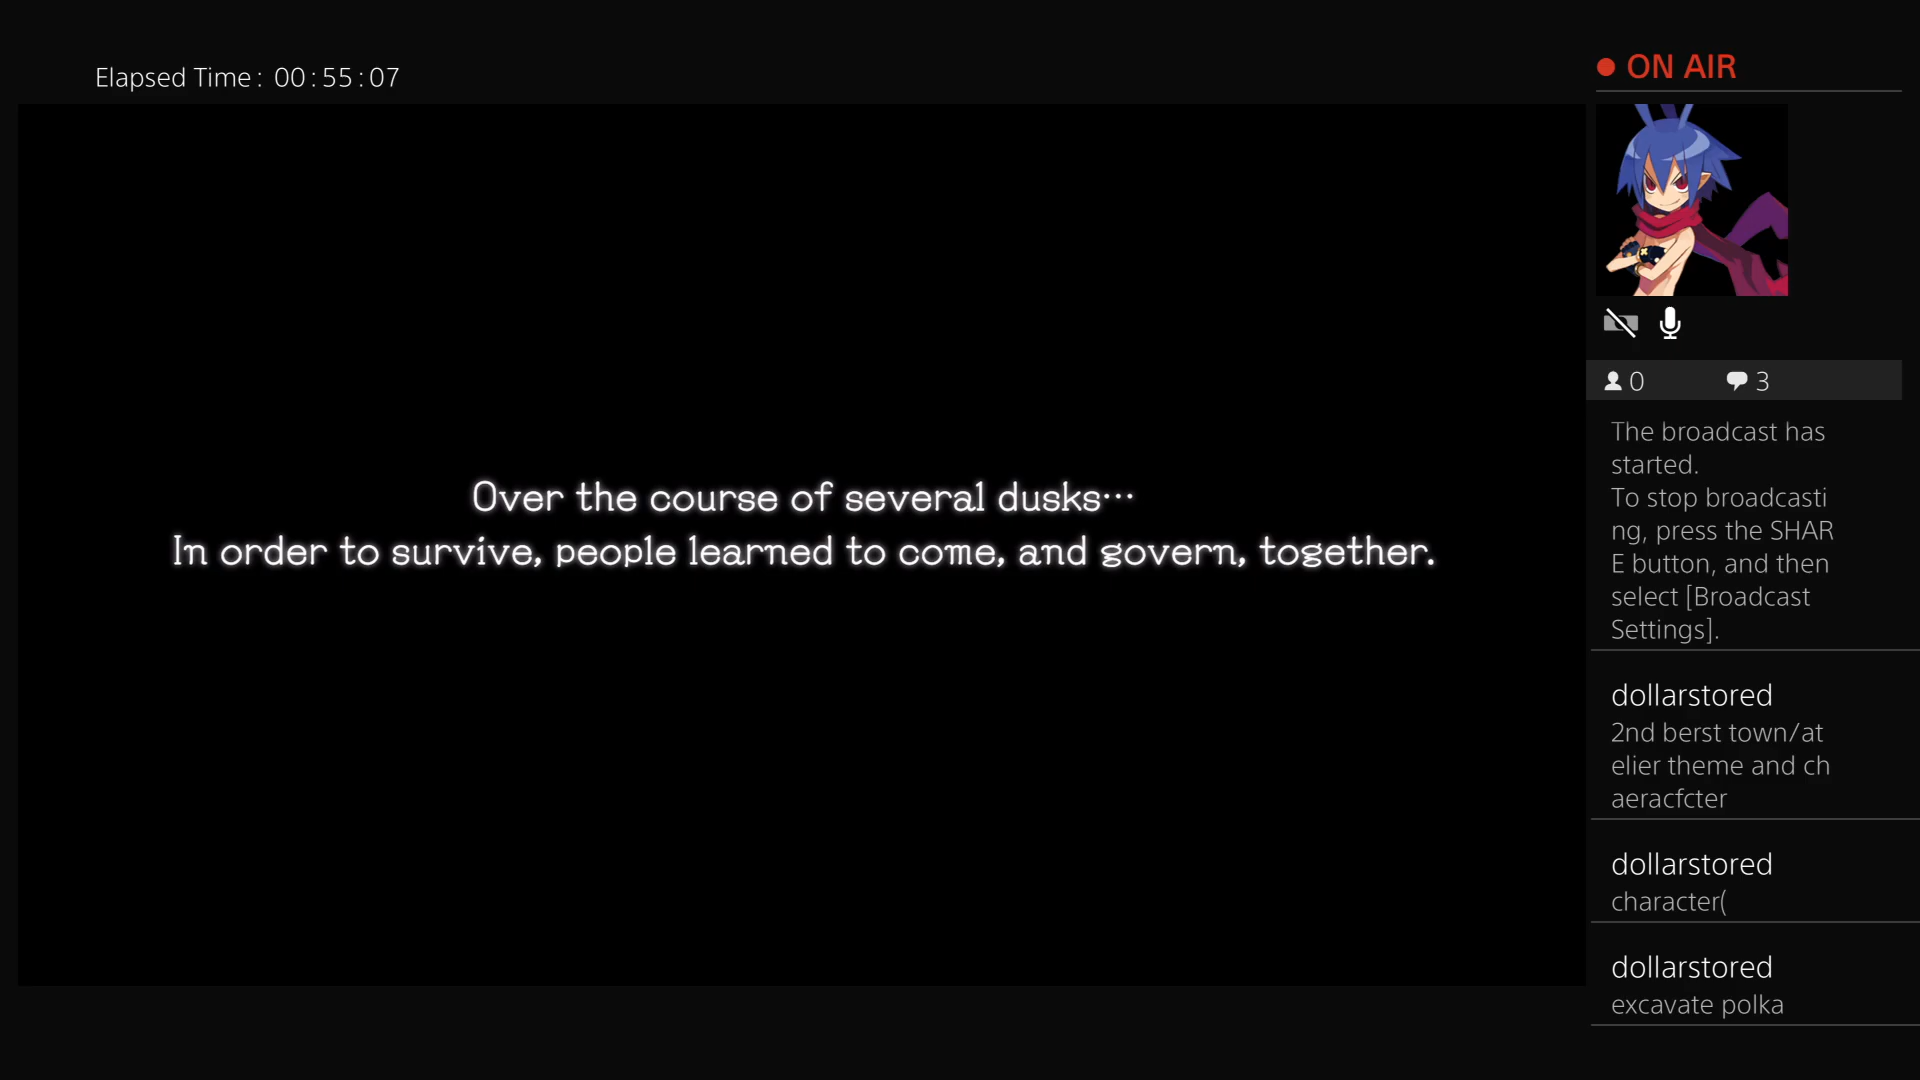 Elapsed Time: 00:55:07
ON AIR
Over the course of several dusks…
In order to survive, people learned to come, and govern, together.
0 3
The broadcast has
started.
To stop broadcasti
ng, press the SHAR
E button, and then
select [Broadcast
Settings].
dollarstored
2nd berst town/at
elier theme and ch
aeracfcter
dollarstored
character(
dollarstored
excavate polka